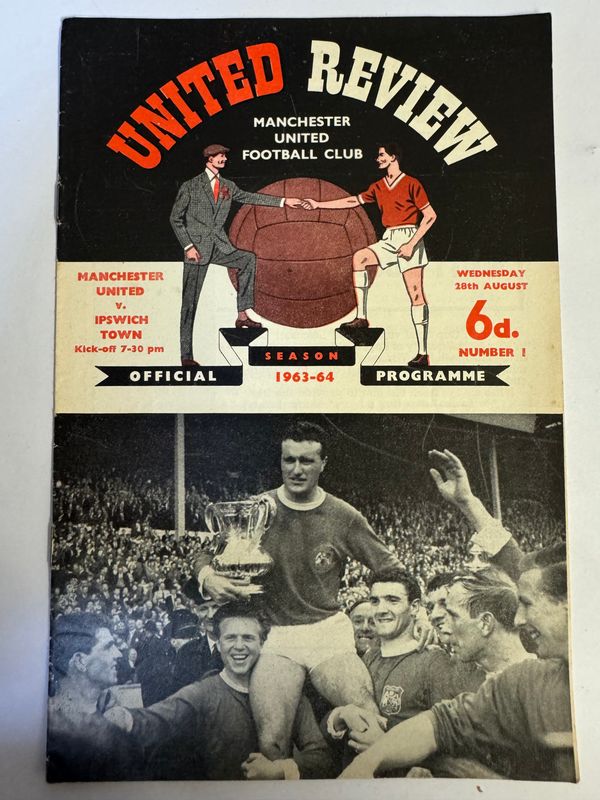 UNITED REVIEW
MANCHESTER
UNITED
FOOTBALL CLUB
MANCHESTER
UNITED
v.
IPSWICH
TOWN
Kick-off 7-30 pm
WEDNESDAY
28th AUGUST
6d.
NUMBER 1
SEASON
OFFICIAL 1963-64 PROGRAMME